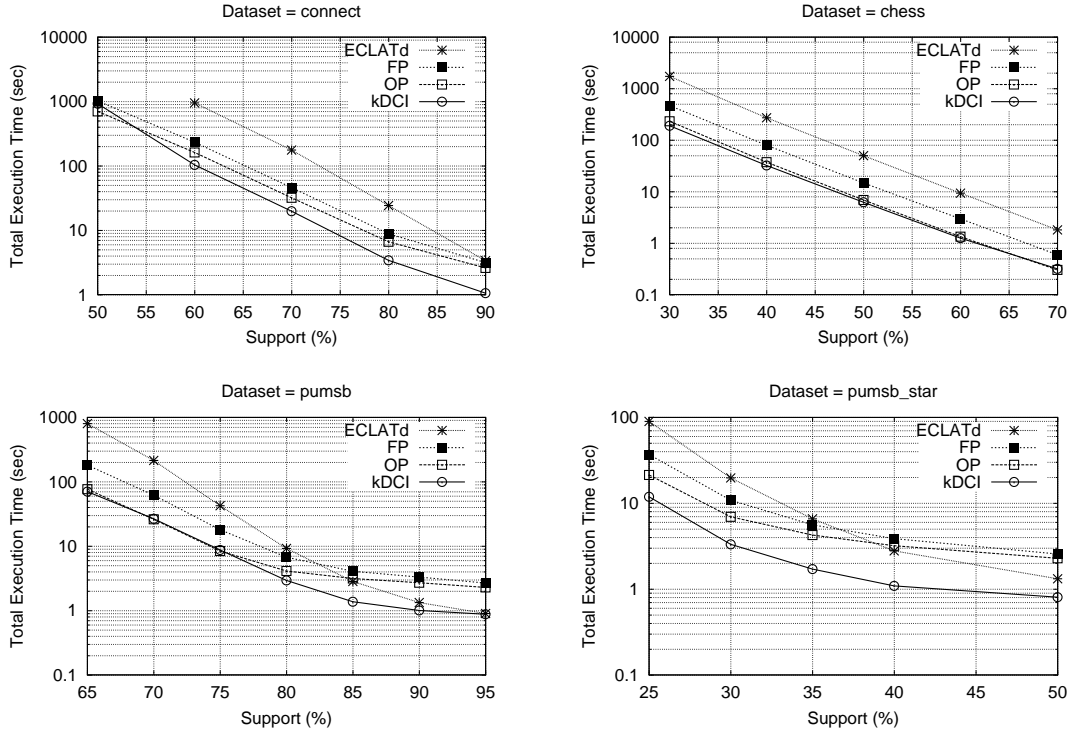 Dataset = connect
Total Execution Time (sec)
10000
1000
100
10
1
ECLATd
FP
OP
kDCI
50 55 60 65 70 75 80 85 90
Support (%)
Dataset = chess
Total Execution Time (sec)
10000
1000
100
10
1
0.1
ECLATd
FP
OP
kDCI
30 35 40 45 50 55 60 65 70
Support (%)
Dataset = pumsb
Total Execution Time (sec)
1000
100
10
1
0.1
ECLATd
FP
OP
kDCI
65 70 75 80 85 90 95
Support (%)
Dataset = pumsb_star
Total Execution Time (sec)
100
10
1
0.1
ECLATd
FP
OP
kDCI
25 30 35 40 45 50
Support (%)